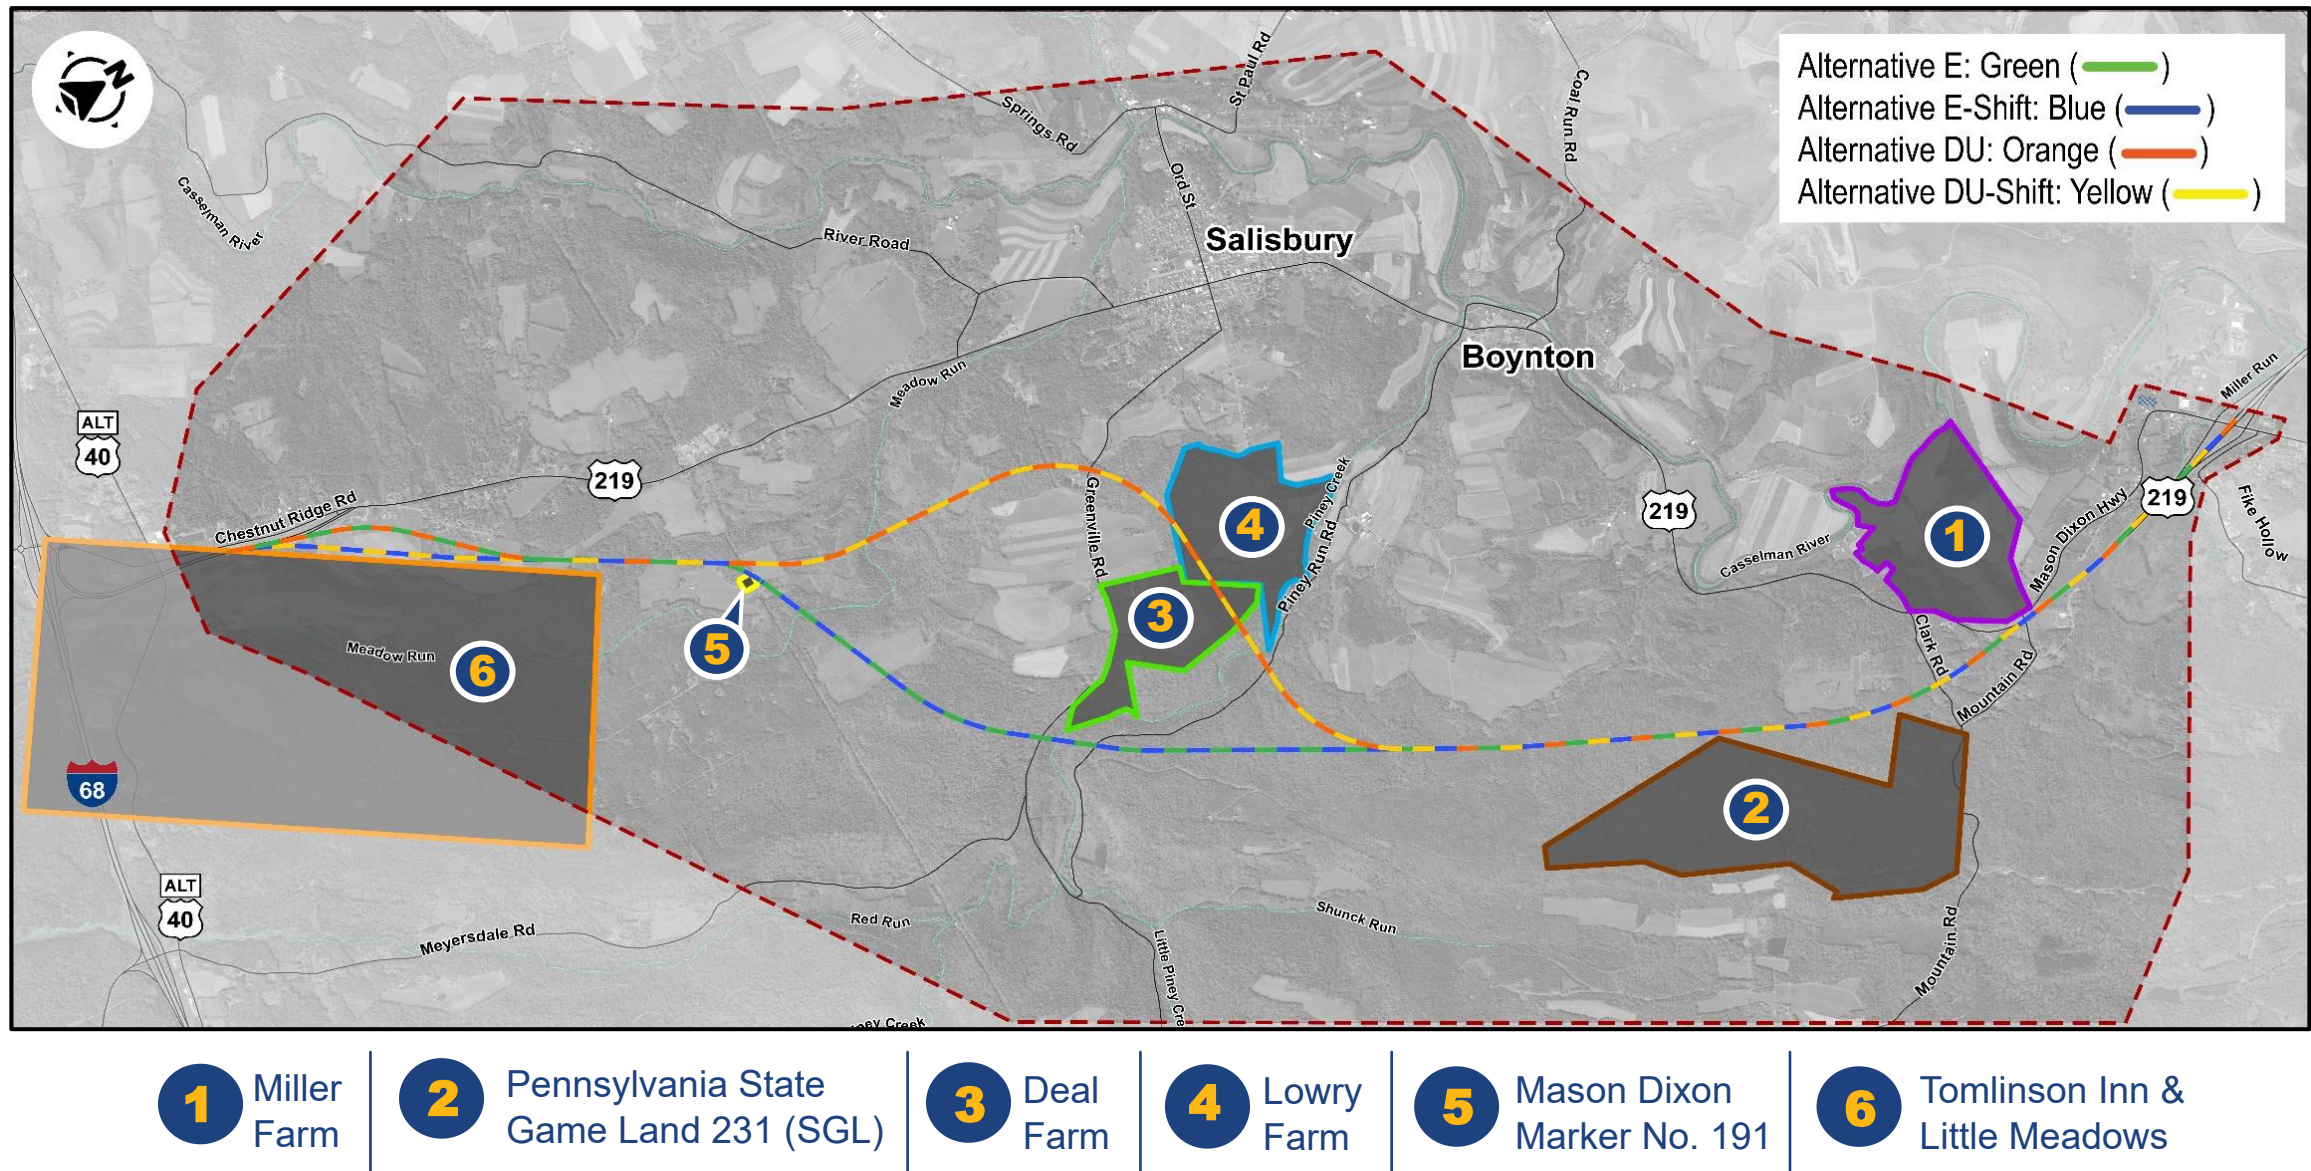 N
Alternative E: Green ( )
Alternative E-Shift: Blue ( )
Alternative DU: Orange ( )
Alternative DU-Shift: Yellow ( )
St Paul Rd
Springs Rd
Coal Run Rd
Casselman River
Ord St
River Road
Salisbury
Boynton
Meadow Run
Miller Run
ALT
40
219
Chestnut Ridge Rd
Greenville Rd
Piney Creek
Piney Run Rd
219
Casselman River
Mason Dixon Hwy
219
Fike Hollow
4
1
3
5
6
Meadow Run
Clark Rd
Mountain Rd
68
2
ALT
40
Meyersdale Rd
Red Run
Shunck Run
Little Piney Cre
Mountain Rd
ney Creek
1 Miller
Farm
2 Pennsylvania State
Game Land 231 (SGL)
3 Deal
Farm
4 Lowry
Farm
5 Mason Dixon
Marker No. 191
6 Tomlinson Inn &
Little Meadows